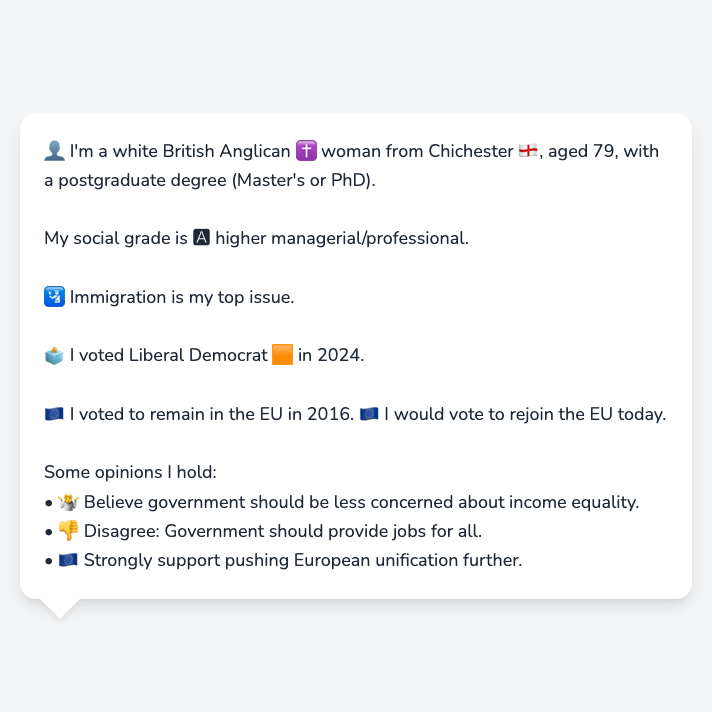 👤 I'm a white British Anglican ✝️ woman from Chichester 🏴󠁧󠁢󠁥󠁮󠁧󠁿, aged 79, with
a postgraduate degree (Master's or PhD).
My social grade is 🅰 higher managerial/professional.
🛂 Immigration is my top issue.
🗳️ I voted Liberal Democrat 🟧 in 2024.
🇪🇺 I voted to remain in the EU in 2016. 🇪🇺 I would vote to rejoin the EU today.
Some opinions I hold:
• 🤷 Believe government should be less concerned about income equality.
• 👎 Disagree: Government should provide jobs for all.
• 🇪🇺 Strongly support pushing European unification further.